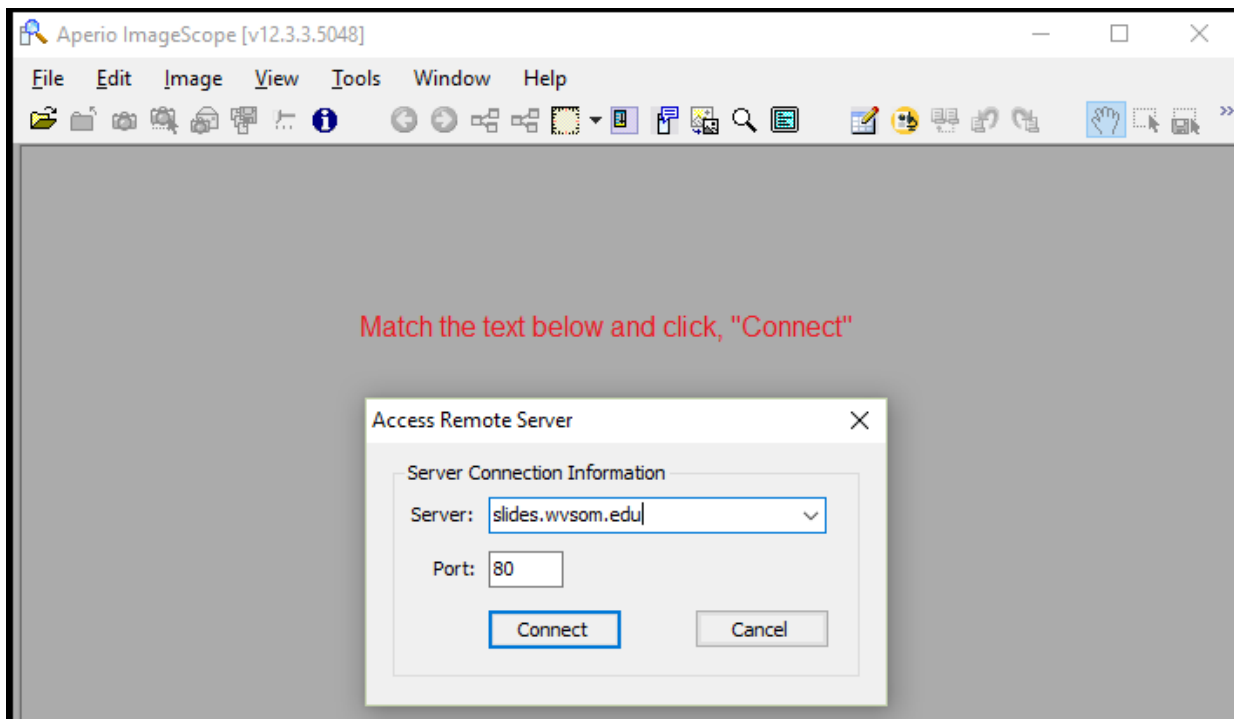 Aperio ImageScope [v12.3.3.5048]
File Edit Image View Tools Window Help
Match the text below and click, "Connect"
Access Remote Server
Server Connection Information
Server: slides.wvsom.edu
Port: 80
Connect Cancel